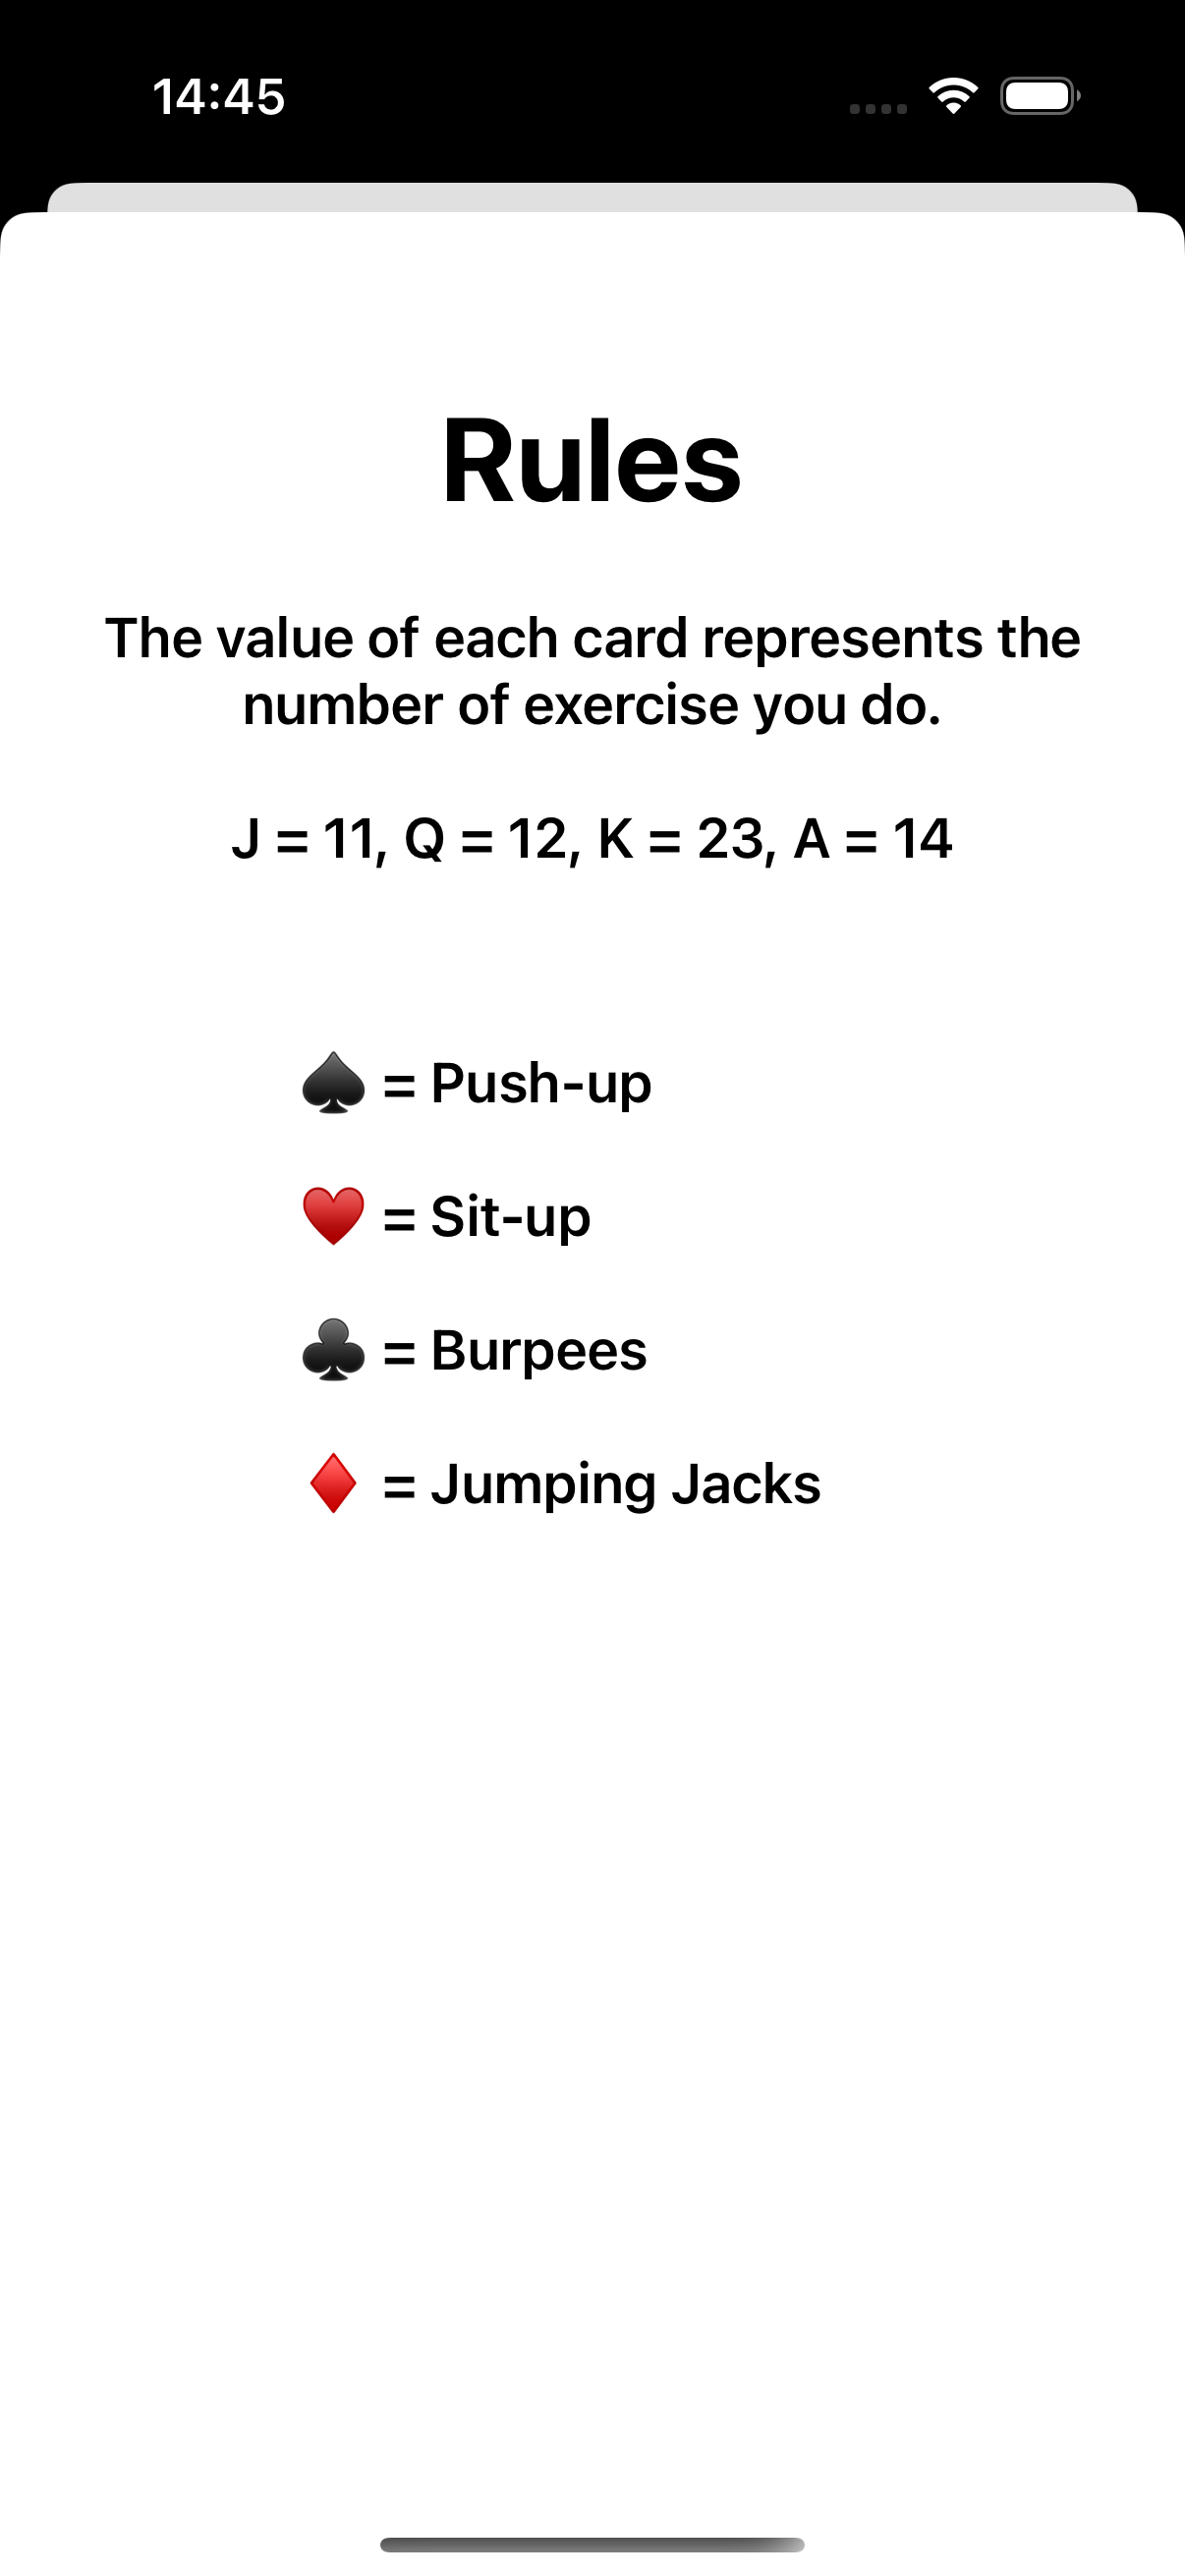 14:45
Rules
The value of each card represents the
number of exercise you do.
J = 11, Q = 12, K = 23, A = 14
♠️ = Push-up
♥️ = Sit-up
♣️ = Burpees
♦️ = Jumping Jacks